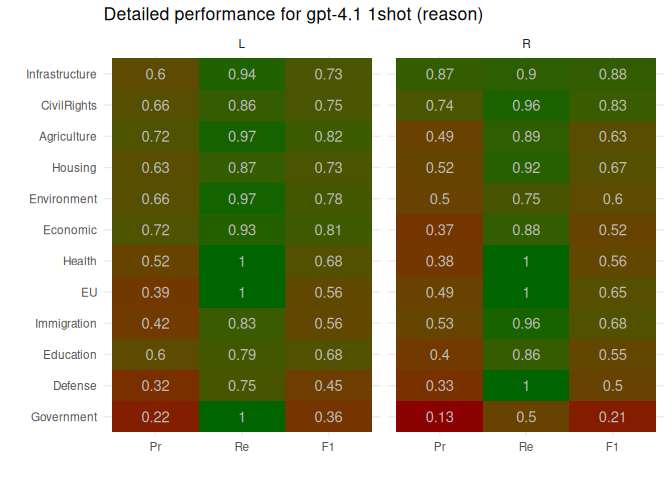 Detailed performance for gpt-4.1 1shot (reason)
L R
Infrastructure 0.6 0.94 0.73 0.87 0.9 0.88
CivilRights 0.66 0.86 0.75 0.74 0.96 0.83
Agriculture 0.72 0.97 0.82 0.49 0.89 0.63
Housing 0.63 0.87 0.73 0.52 0.92 0.67
Environment 0.66 0.97 0.78 0.5 0.75 0.6
Economic 0.72 0.93 0.81 0.37 0.88 0.52
Health 0.52 1 0.68 0.38 1 0.56
EU 0.39 1 0.56 0.49 1 0.65
Immigration 0.42 0.83 0.56 0.53 0.96 0.68
Education 0.6 0.79 0.68 0.4 0.86 0.55
Defense 0.32 0.75 0.45 0.33 1 0.5
Government 0.22 1 0.36 0.13 0.5 0.21
Pr Re F1 Pr Re F1